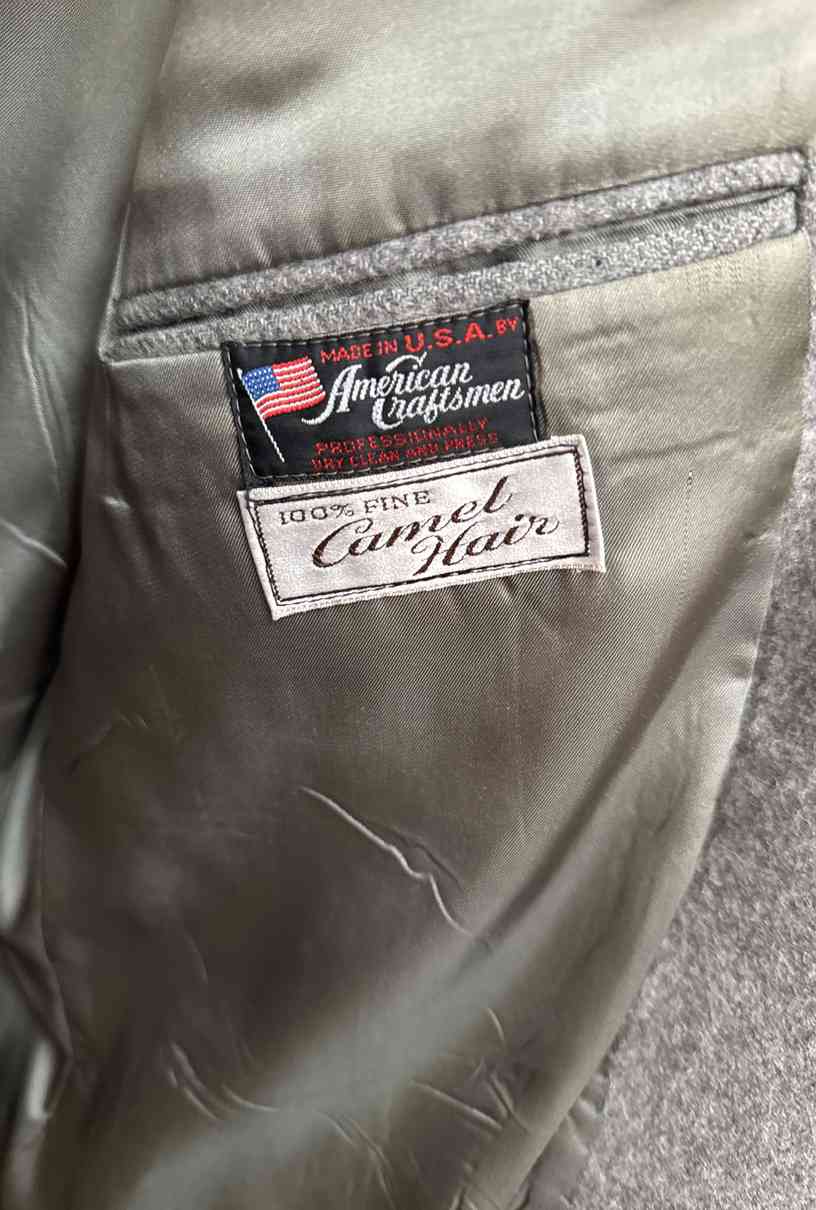 MADE IN U.S.A. BY
American
Craftsmen
PROFESSIONALLY
DRY CLEAN AND PRESS
100% FINE
Camel
Hair